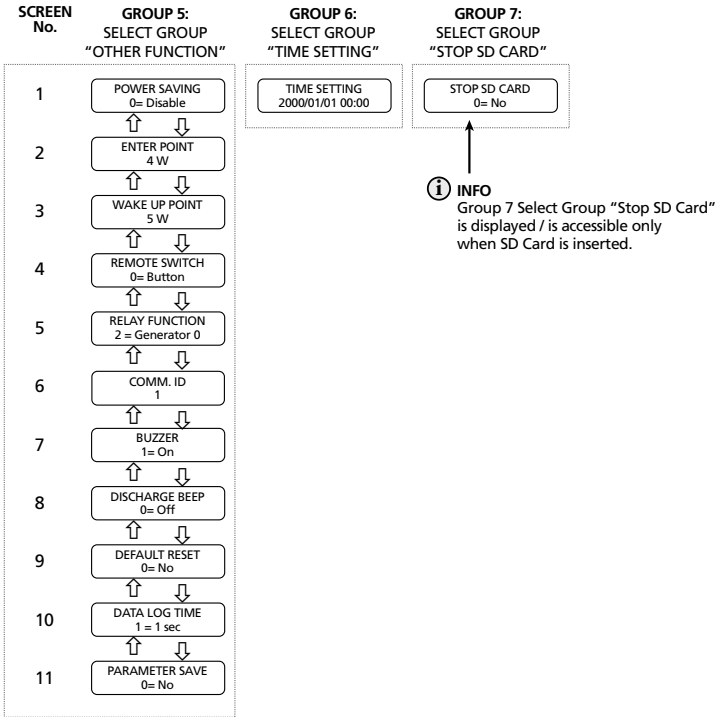 SCREEN
No.
GROUP 5:
SELECT GROUP
“OTHER FUNCTION”
GROUP 6:
SELECT GROUP
“TIME SETTING”
GROUP 7:
SELECT GROUP
“STOP SD CARD”
1
POWER SAVING
0= Disable
TIME SETTING
2000/01/01 00:00
STOP SD CARD
0= No
2
ENTER POINT
4 W
3
WAKE UP POINT
5 W
i INFO
Group 7 Select Group “Stop SD Card”
is displayed / is accessible only
when SD Card is inserted.
4
REMOTE SWITCH
0= Button
5
RELAY FUNCTION
2 = Generator 0
6
COMM. ID
1
7
BUZZER
1= On
8
DISCHARGE BEEP
0= Off
9
DEFAULT RESET
0= No
10
DATA LOG TIME
1 = 1 sec
11
PARAMETER SAVE
0= No